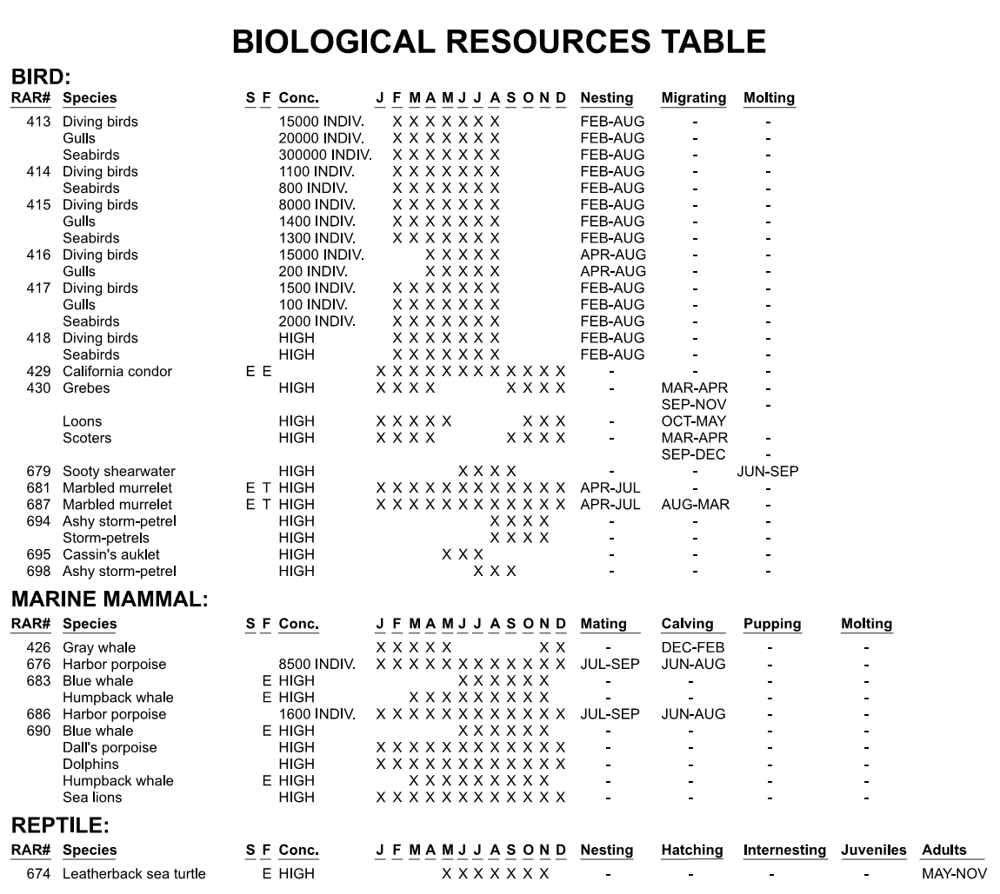 BIOLOGICAL RESOURCES TABLE
BIRD:
RAR# Species S F Conc. J F M A M J J A S O N D Nesting Migrating Molting
413 Diving birds 15000 INDIV. X X X X X X X FEB-AUG - -
Gulls 20000 INDIV. X X X X X X X FEB-AUG - -
Seabirds 300000 INDIV. X X X X X X X FEB-AUG - -
414 Diving birds 1100 INDIV. X X X X X X X FEB-AUG - -
Seabirds 800 INDIV. X X X X X X X FEB-AUG - -
415 Diving birds 8000 INDIV. X X X X X X X FEB-AUG - -
Gulls 1400 INDIV. X X X X X X X FEB-AUG - -
Seabirds 1300 INDIV. X X X X X X X FEB-AUG - -
416 Diving birds 15000 INDIV. X X X X X APR-AUG - -
Gulls 200 INDIV. X X X X X APR-AUG - -
417 Diving birds 1500 INDIV. X X X X X X X FEB-AUG - -
Gulls 100 INDIV. X X X X X X X FEB-AUG - -
Seabirds 2000 INDIV. X X X X X X X FEB-AUG - -
418 Diving birds HIGH X X X X X X X FEB-AUG - -
Seabirds HIGH X X X X X X X FEB-AUG - -
429 California condor E E X X X X X X X X X X X X - - -
430 Grebes HIGH X X X X X X X X - MAR-APR -
SEP-NOV -
Loons HIGH X X X X X X X X - OCT-MAY
Scoters HIGH X X X X X X X X - MAR-APR -
SEP-DEC -
679 Sooty shearwater HIGH X X X X - - JUN-SEP
681 Marbled murrelet E T HIGH X X X X X X X X X X X X APR-JUL - -
687 Marbled murrelet E T HIGH X X X X X X X X X X X X APR-JUL AUG-MAR -
694 Ashy storm-petrel HIGH X X X X - - -
Storm-petrels HIGH X X X X - - -
695 Cassin's auklet HIGH X X X - - -
698 Ashy storm-petrel HIGH X X X - - -
MARINE MAMMAL:
RAR# Species S F Conc. J F M A M J J A S O N D Mating Calving Pupping Molting
426 Gray whale X X X X X X X - DEC-FEB - -
676 Harbor porpoise 8500 INDIV. X X X X X X X X X X X X JUL-SEP JUN-AUG - -
683 Blue whale E HIGH X X X X X X - - - -
Humpback whale E HIGH X X X X X X X X X - - - -
686 Harbor porpoise 1600 INDIV. X X X X X X X X X X X X JUL-SEP JUN-AUG - -
690 Blue whale E HIGH X X X X X X - - - -
Dall's porpoise HIGH X X X X X X X X X X X X - - - -
Dolphins HIGH X X X X X X X X X X X X - - - -
Humpback whale E HIGH X X X X X X X X X - - - -
Sea lions HIGH X X X X X X X X X X X X - - - -
REPTILE:
RAR# Species S F Conc. J F M A M J J A S O N D Nesting Hatching Internesting Juveniles Adults
674 Leatherback sea turtle E HIGH X X X X X X X - - - - MAY-NOV